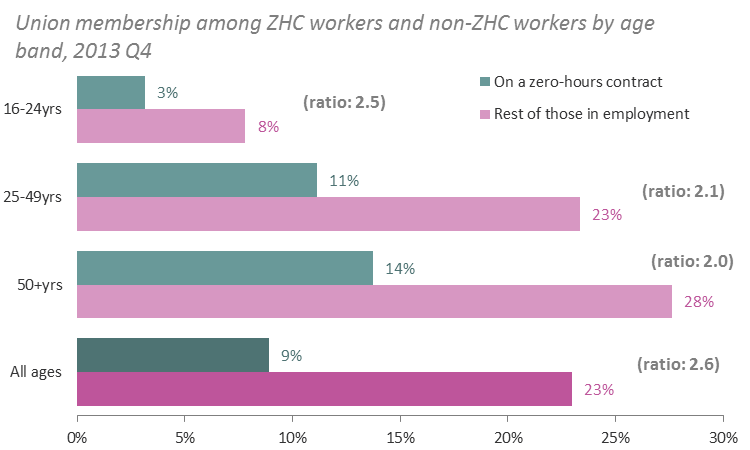 Union membership among ZHC workers and non-ZHC workers by age
band, 2013 Q4
On a zero-hours contract
Rest of those in employment
16-24yrs
3%
8%
(ratio: 2.5)
25-49yrs
11%
23%
(ratio: 2.1)
50+yrs
14%
28%
(ratio: 2.0)
All ages
9%
23%
(ratio: 2.6)
0%
5%
10%
15%
20%
25%
30%